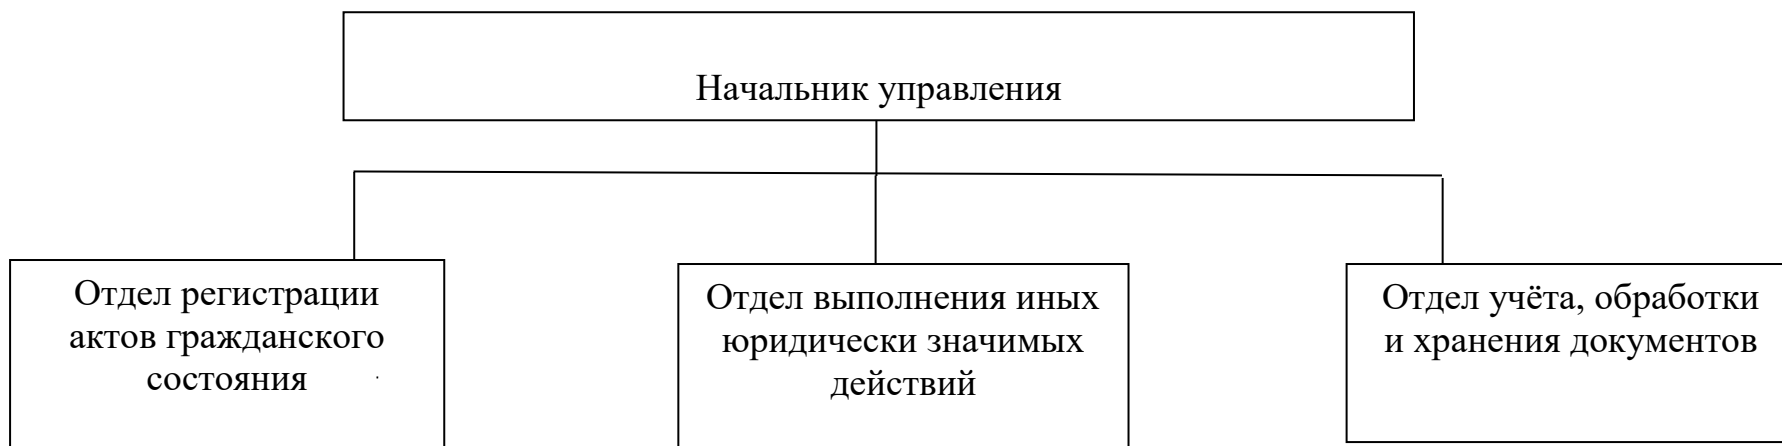 Начальник управления
Отдел регистрации
актов гражданского
состояния
Отдел выполнения иных
юридически значимых
действий
Отдел учёта, обработки
и хранения документов